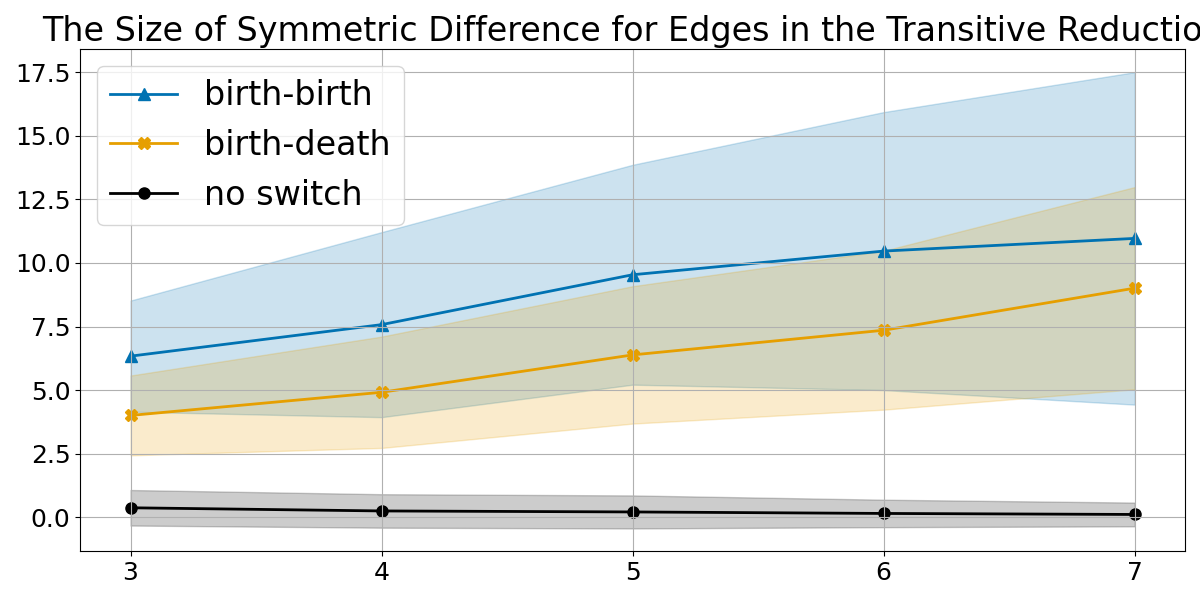 The Size of Symmetric Difference for Edges in the Transitive Reductio
17.5
15.0
12.5
10.0
7.5
5.0
2.5
0.0
birth-birth
birth-death
no switch
3 4 5 6 7